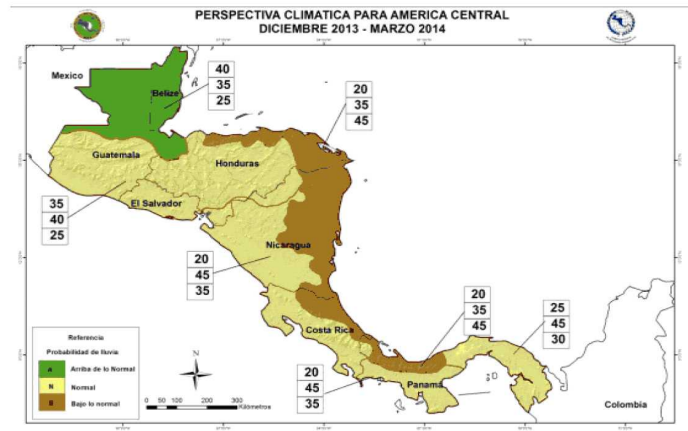 PERSPECTIVA CLIMATICA PARA AMERICA CENTRAL
DICIEMBRE 2013 - MARZO 2014
Mexico
Belize
40
35
25
20
35
45
Guatemala
Honduras
El Salvador
35
40
25
Nicaragua
20
45
35
20
35
45
25
45
30
Costa Rica
20
45
35
Panamá
Colombia
Referencia
Probabilidad de lluvia
A Arriba de lo Normal
N Normal
B Bajo lo normal
N
0 50 100 200 300
Kilómetros